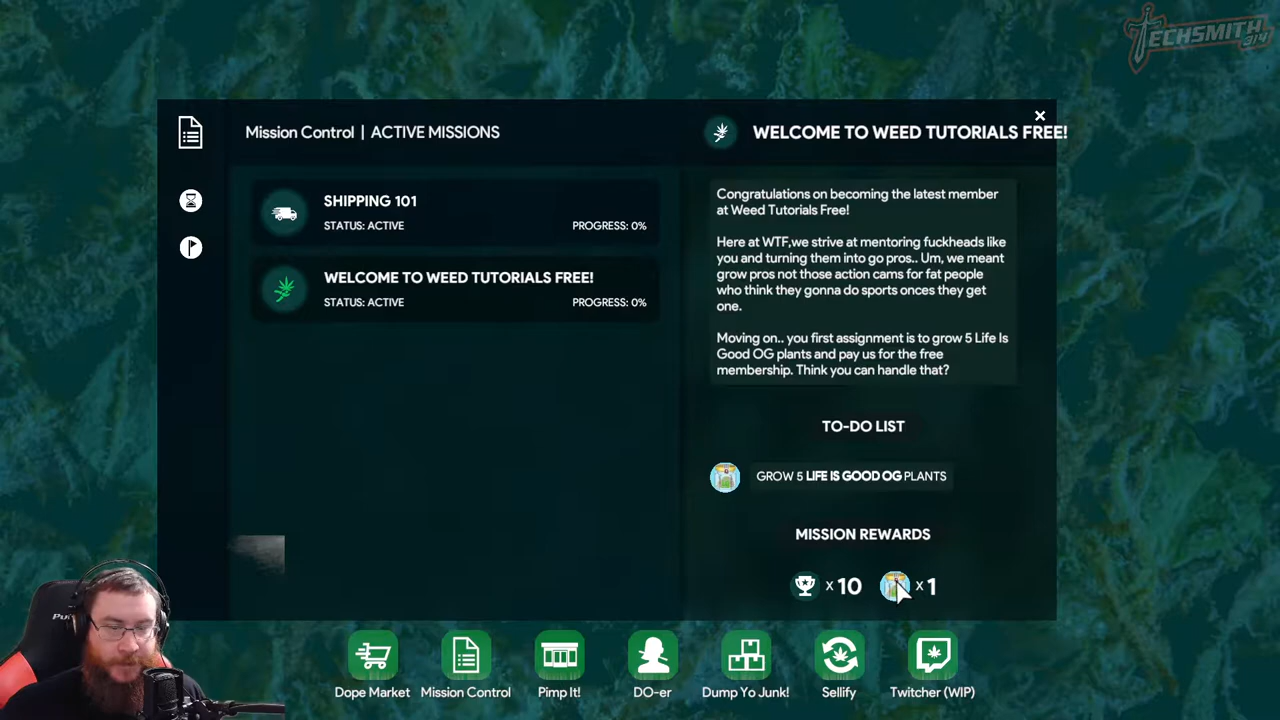 TECHSMITH
314
Mission Control | ACTIVE MISSIONS
WELCOME TO WEED TUTORIALS FREE!
SHIPPING 101
STATUS: ACTIVE
PROGRESS: 0%
WELCOME TO WEED TUTORIALS FREE!
STATUS: ACTIVE
PROGRESS: 0%
Congratulations on becoming the latest member
at Weed Tutorials Free!
Here at WTF,we strive at mentoring fuckheads like
you and turning them into go pros.. Um, we meant
grow pros not those action cams for fat people
who think they gonna do sports onces they get
one.
Moving on.. you first assignment is to grow 5 Life Is
Good OG plants and pay us for the free
membership. Think you can handle that?
TO-DO LIST
GROW 5 LIFE IS GOOD OG PLANTS
MISSION REWARDS
x 10
x 1
Dope Market
Mission Control
Pimp It!
DO-er
Dump Yo Junk!
Sellify
Twitcher (WIP)